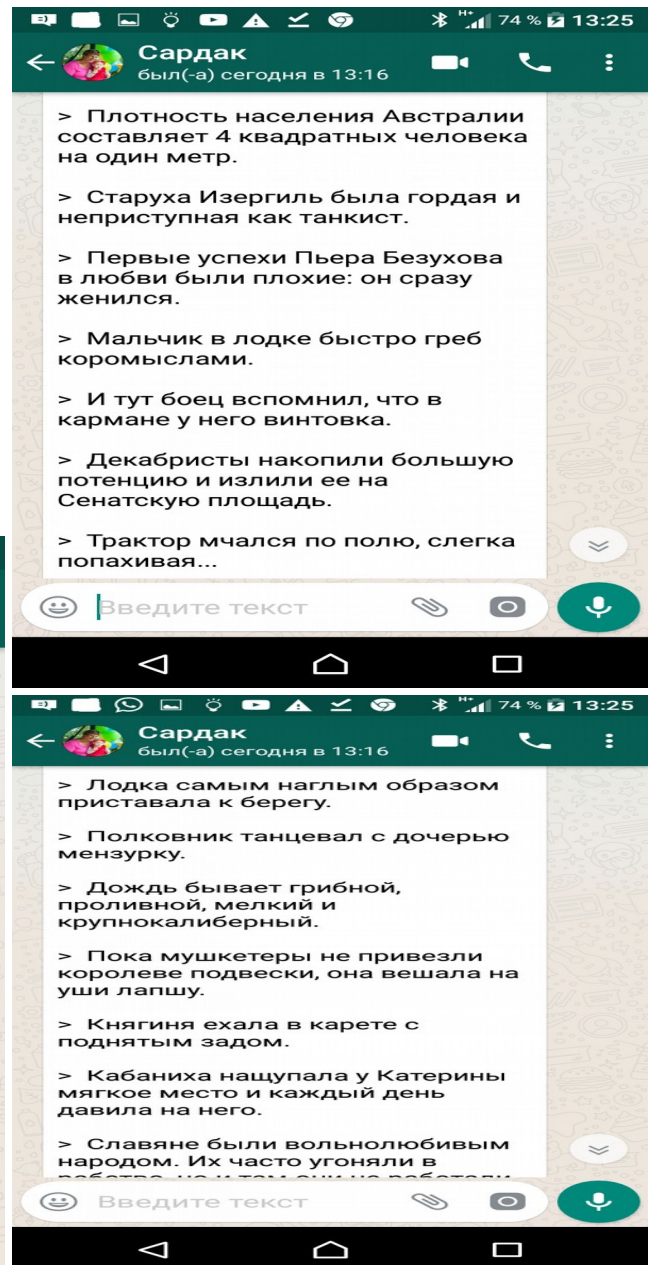 74 % 13:25
Сардак
был(-а) сегодня в 13:16
> Плотность населения Австралии
составляет 4 квадратных человека
на один метр.
> Старуха Изергиль была гордая и
неприступная как танкист.
> Первые успехи Пьера Безухова
в любви были плохие: он сразу
женился.
> Мальчик в лодке быстро греб
коромыслами.
> И тут боец вспомнил, что в
кармане у него винтовка.
> Декабристы накопили большую
потенцию и излили ее на
Сенатскую площадь.
> Трактор мчался по полю, слегка
попахивая...
Введите текст
74 % 13:25
Сардак
был(-а) сегодня в 13:16
> Лодка самым наглым образом
приставала к берегу.
> Полковник танцевал с дочерью
мензурку.
> Дождь бывает грибной,
проливной, мелкий и
крупнокалиберный.
> Пока мушкетеры не привезли
королеве подвески, она вешала на
уши лапшу.
> Княгиня ехала в карете с
поднятым задом.
> Кабаниха нащупала у Катерины
мягкое место и каждый день
давила на него.
> Славяне были вольнолюбивым
народом. Их часто угоняли в
рабство, но и там они не работали
Введите текст